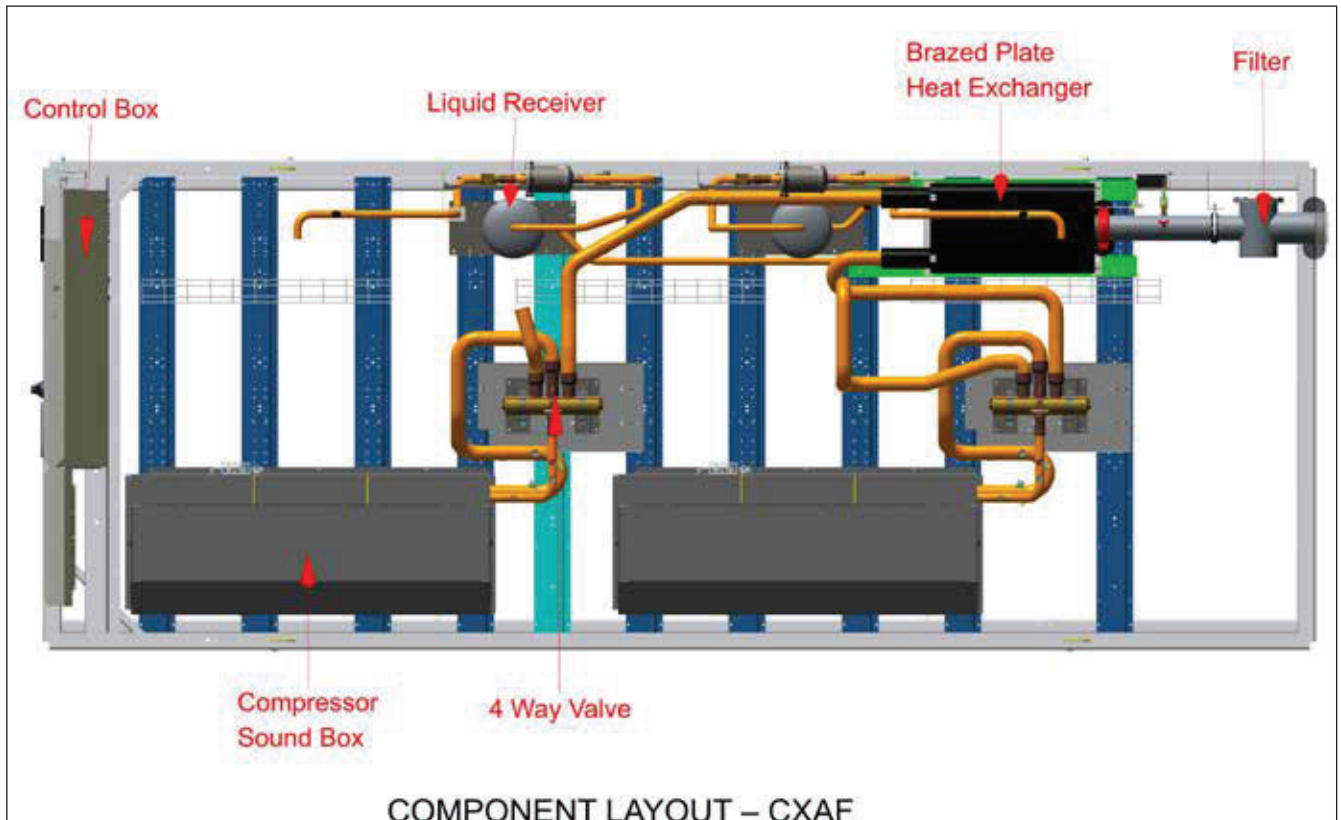 Brazed Plate
Heat Exchanger
Filter
Control Box
Liquid Receiver
Compressor
Sound Box
4 Way Valve
COMPONENT LAYOUT – CXAF